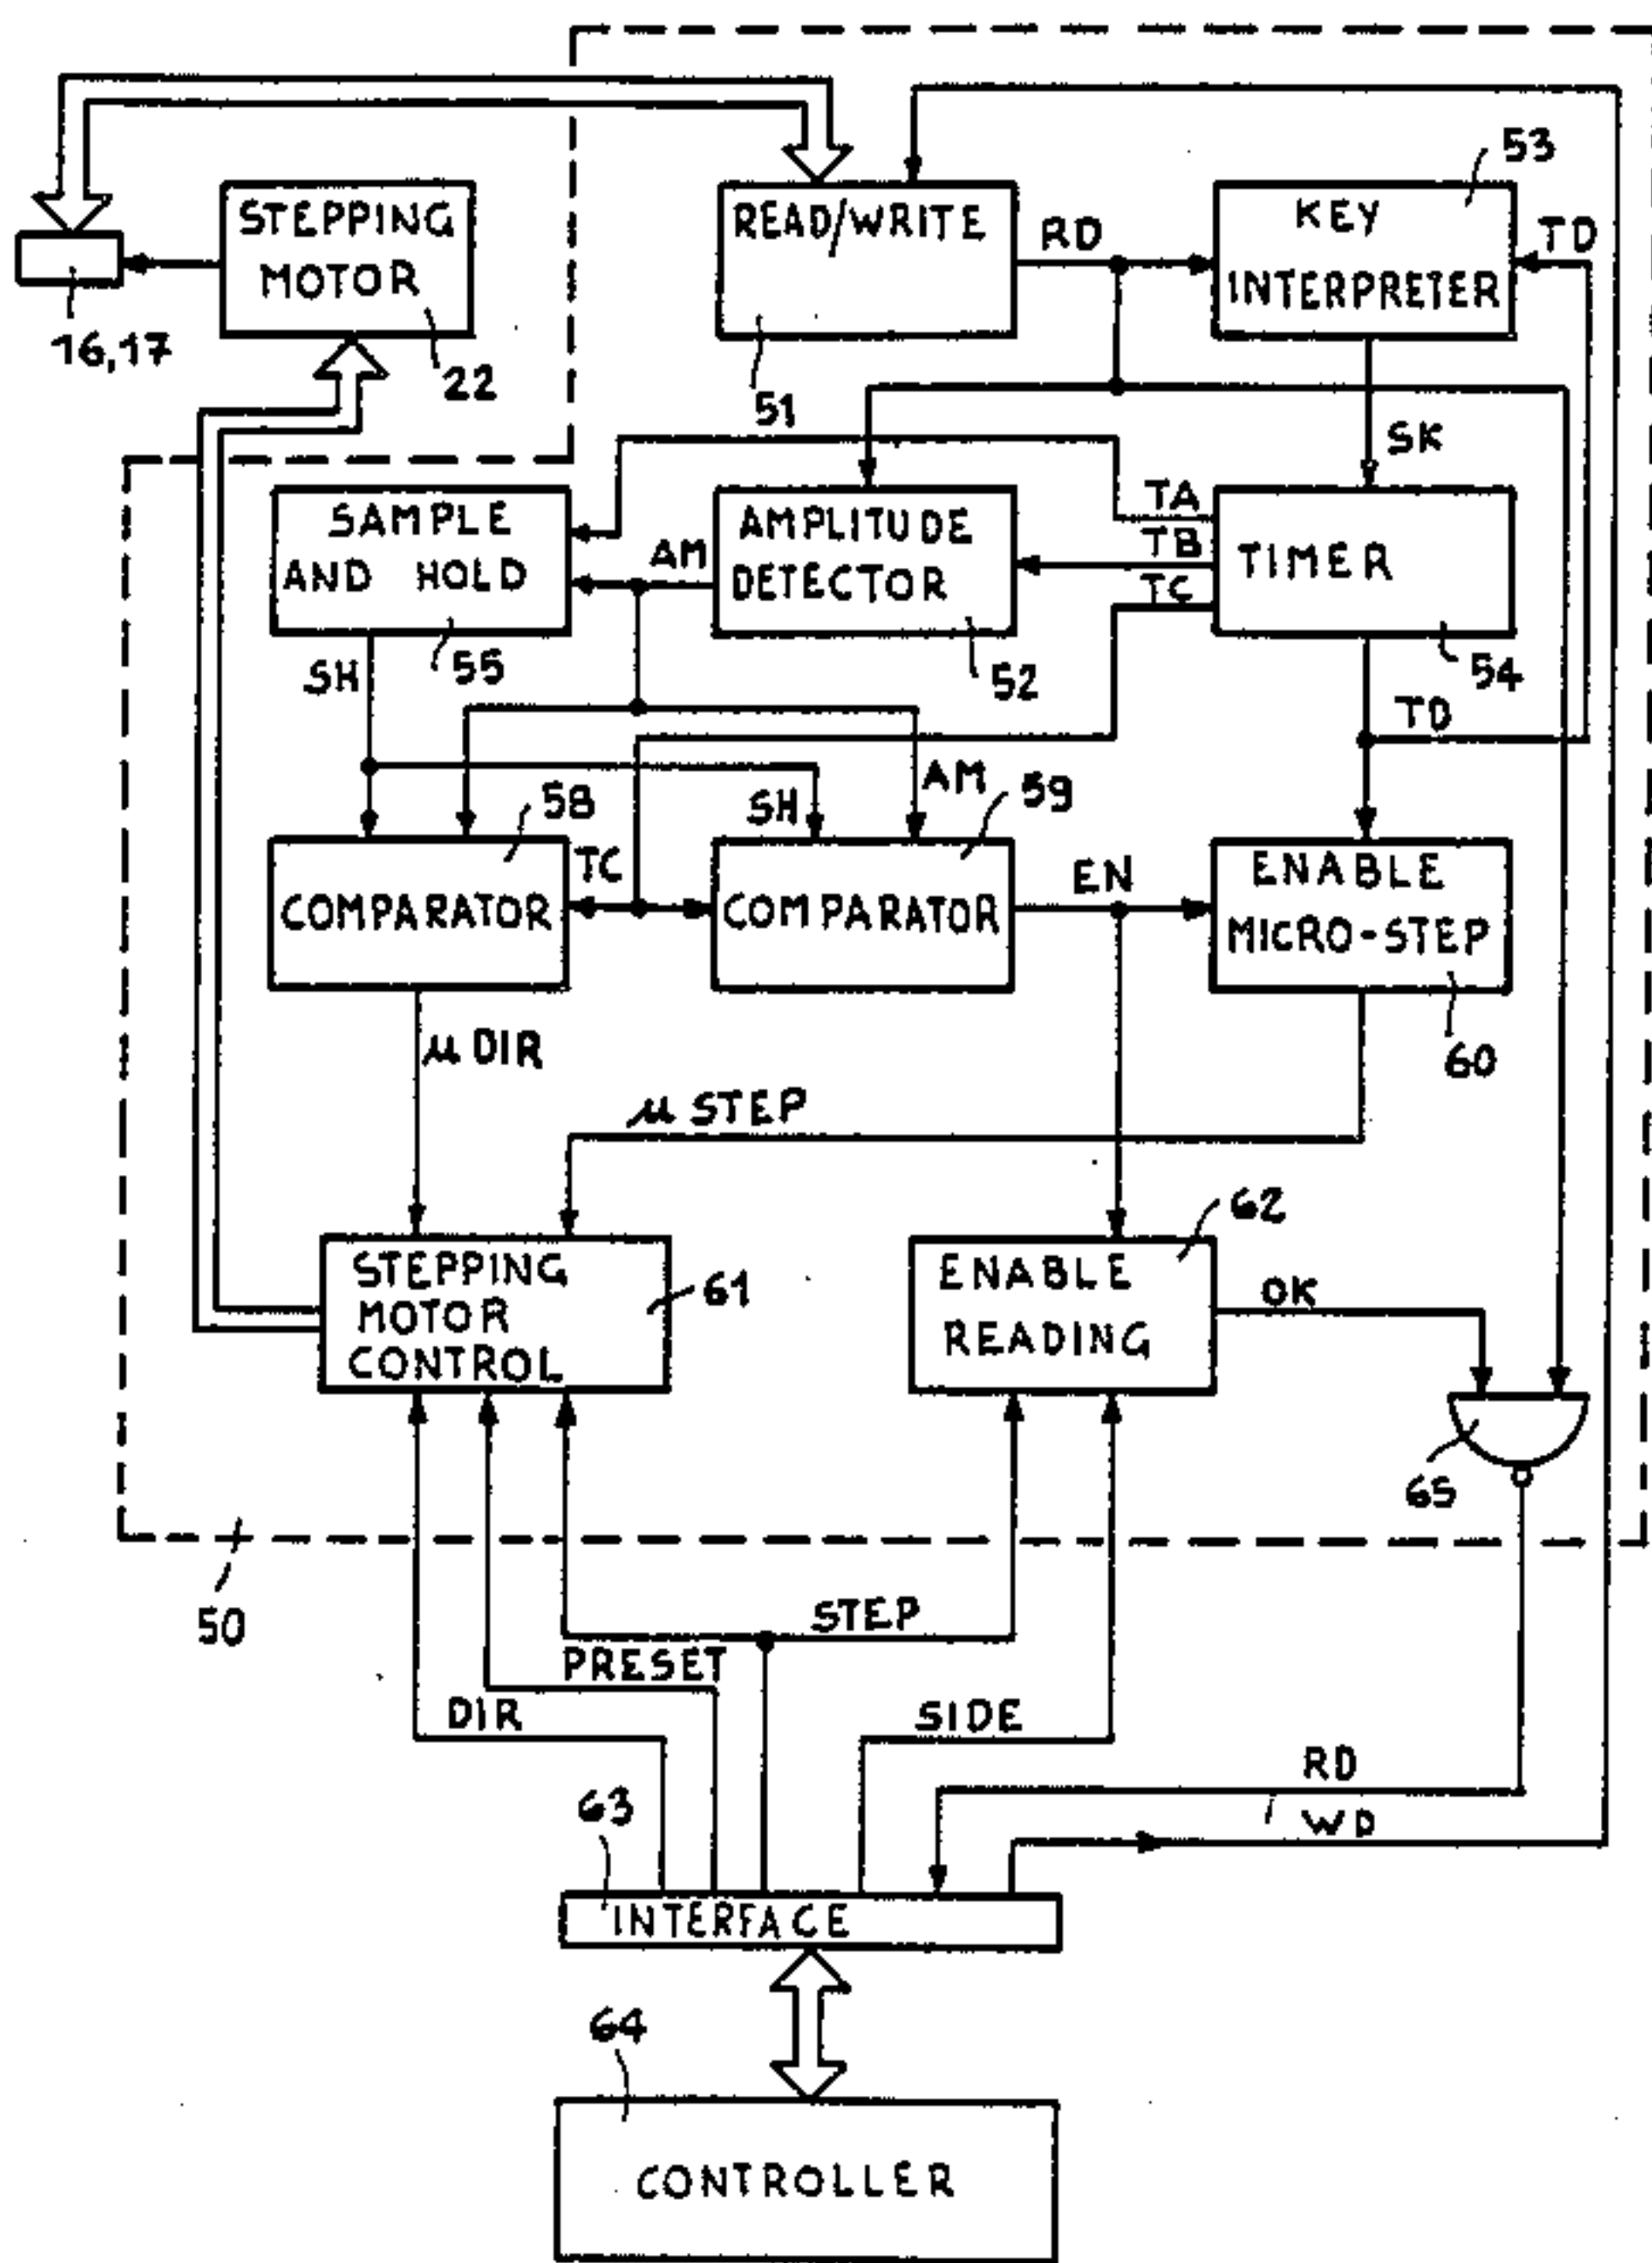 53
STEPPING
MOTOR
READ/WRITE
RD
KEY
INTERPRETER
TD
16,17
22
51
SK
SAMPLE
AND HOLD
AM
AMPLITUDE
DETECTOR
TA
TB
TC
TIMER
SH
55
52
54
TD
58
SH
AM
59
COMPARATOR
TC
COMPARATOR
EN
ENABLE
MICRO-STEP
μ DIR
60
μ STEP
62
STEPPING
MOTOR
CONTROL
61
ENABLE
READING
OK
65
50
STEP
PRESET
DIR
SIDE
RD
WD
63
INTERFACE
64
CONTROLLER